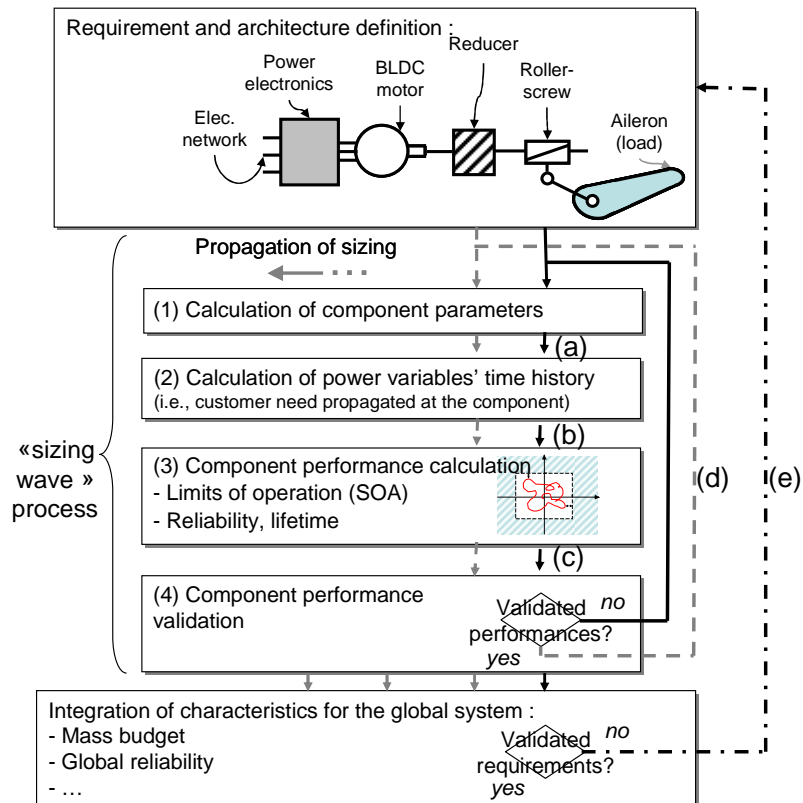 Requirement and architecture definition :
Reducer
Power
electronics
BLDC
motor
Roller-
screw
Elec.
network
Aileron
(load)
Propagation of sizing
(1) Calculation of component parameters
(a)
(2) Calculation of power variables’ time history
(i.e., customer need propagated at the component)
(b)
«sizing
wave »
process
(3) Component performance calculation
- Limits of operation (SOA)
- Reliability, lifetime
(d)
(e)
(c)
(4) Component performance
validation
Validated
performances?
no
yes
Integration of characteristics for the global system :
- Mass budget
- Global reliability
- …
Validated
requirements?
no
yes